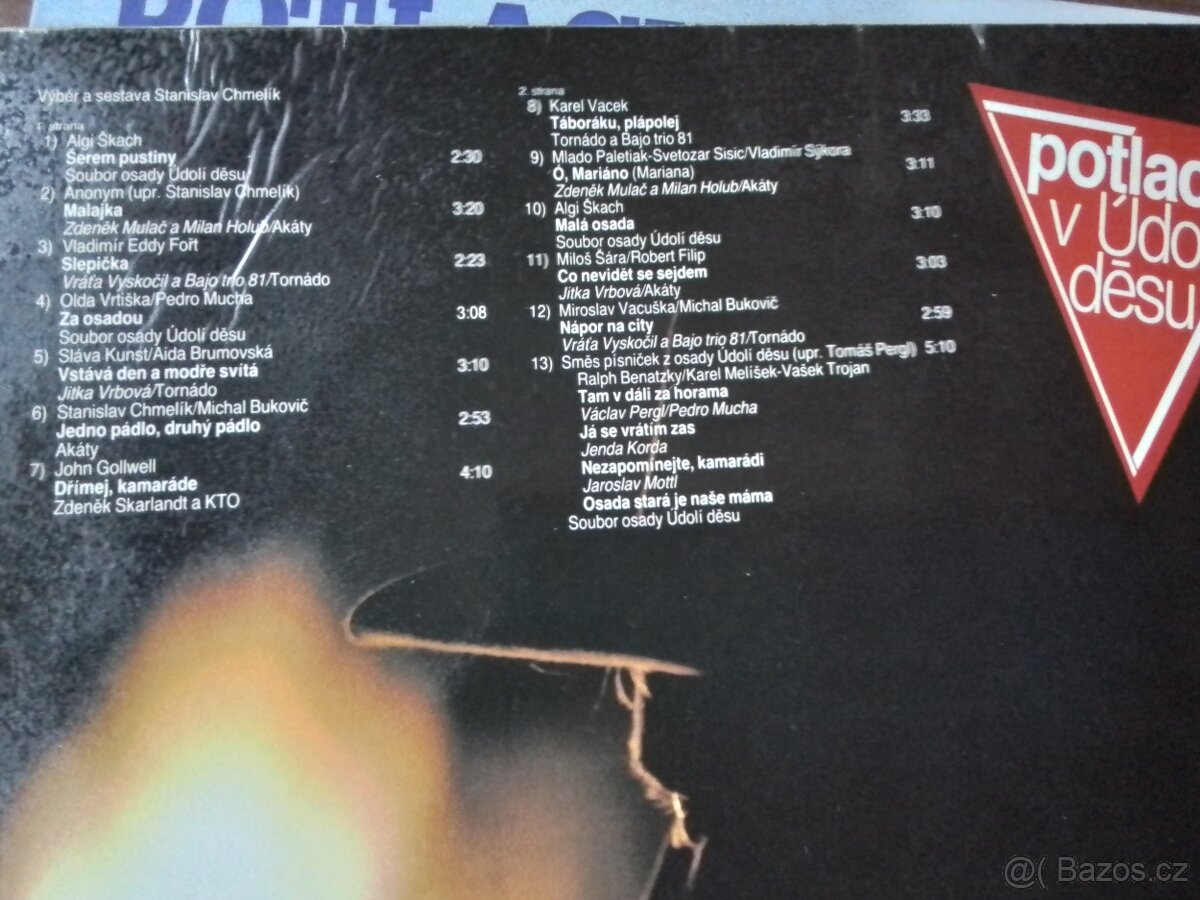 Výběr a sestava Stanislav Chmelík
1. strana
1) Algi Škach
Šerem pustiny 2:30
Soubor osady Údolí děsu
2) Anonym (upr. Stanislav Chmelík)
Malajka 3:20
Zdeněk Mulač a Milan Holub/Akáty
3) Vladimír Eddy Fořt
Slepička 2:23
Vráťa Vyskočil a Bajo trio 81/Tornádo
4) Olda Vrtiška/Pedro Mucha
Za osadou 3:08
Soubor osady Údolí děsu
5) Sláva Kunst/Aida Brumovská
Vstává den a modře svítá 3:10
Jitka Vrbová/Tornádo
6) Stanislav Chmelík/Michal Bukovič
Jedno pádlo, druhý pádlo 2:53
Akáty
7) John Gollwell
Dřímej, kamaráde 4:10
Zdeněk Skarlandt a KTO
2. strana
8) Karel Vacek
Táboráku, plápolej 3:33
Tornádo a Bajo trio 81
9) Mlado Paletiak-Svetozar Sisic/Vladimír Sýkora
Ó, Mariáno (Mariana) 3:11
Zdeněk Mulač a Milan Holub/Akáty
10) Algi Škach
Malá osada 3:10
Soubor osady Údolí děsu
11) Miloš Šára/Robert Filip
Co nevidět se sejdem 3:03
Jitka Vrbová/Akáty
12) Miroslav Vacuška/Michal Bukovič
Nápor na city 2:59
Vráťa Vyskočil a Bajo trio 81/Tornádo
13) Směs písniček z osady Údolí děsu (upr. Tomáš Pergl) 5:10
Ralph Benatzky/Karel Melíšek-Vašek Trojan
Tam v dáli za horama
Václav Pergl/Pedro Mucha
Já se vrátím zas
Jenda Korda
Nezapomínejte, kamarádi
Jaroslav Mottl
Osada stará je naše máma
Soubor osady Údolí děsu
potlac
v Údo
děsu
@( Bazoš.cz